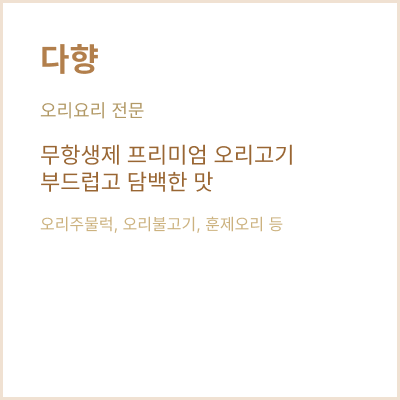 다향
오리요리 전문
무항생제 프리미엄 오리고기
부드럽고 담백한 맛
오리주물럭, 오리불고기, 훈제오리 등